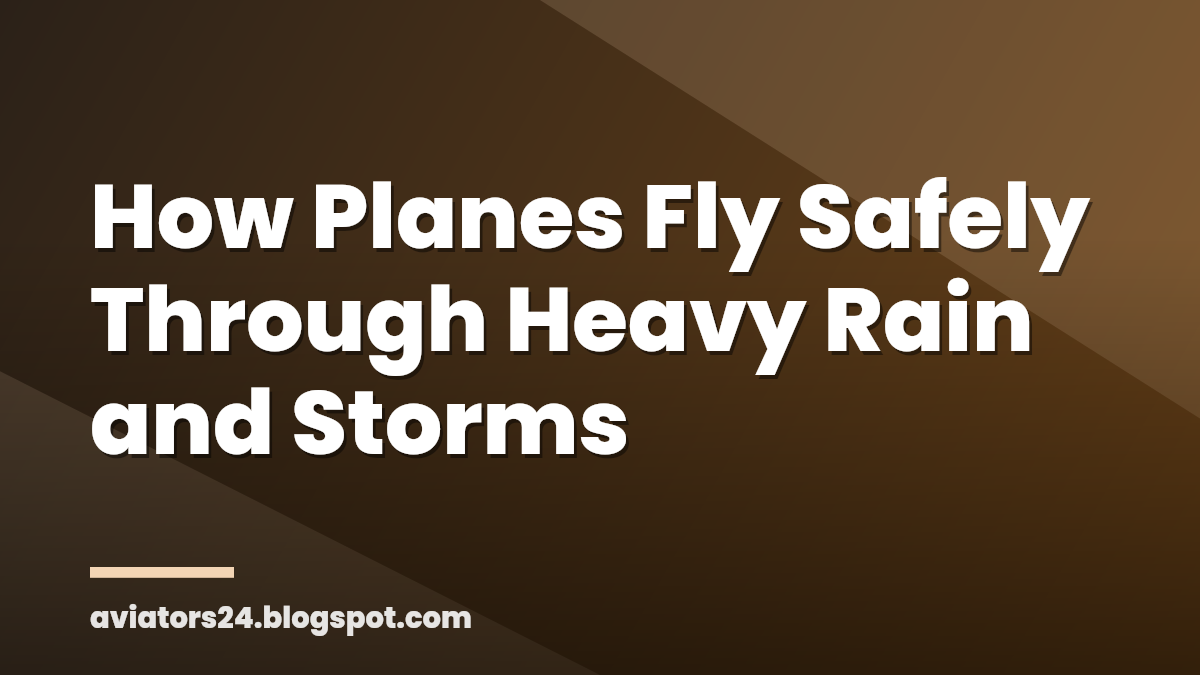 How Planes Fly Safely
Through Heavy Rain
and Storms
aviators24.blogspot.com